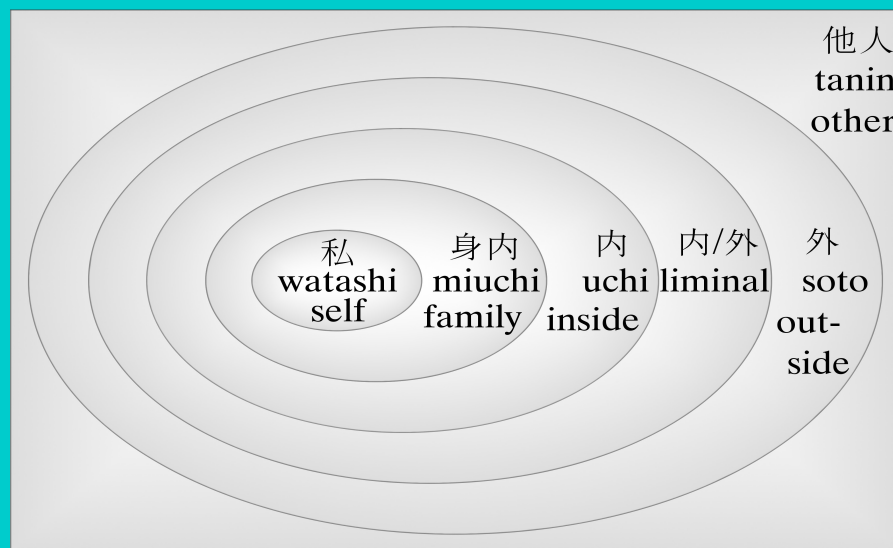 他人
tanin
other
私
watashi
self
身内
miuchi
family
内
uchi
inside
内/外
liminal
外
soto
out-
side